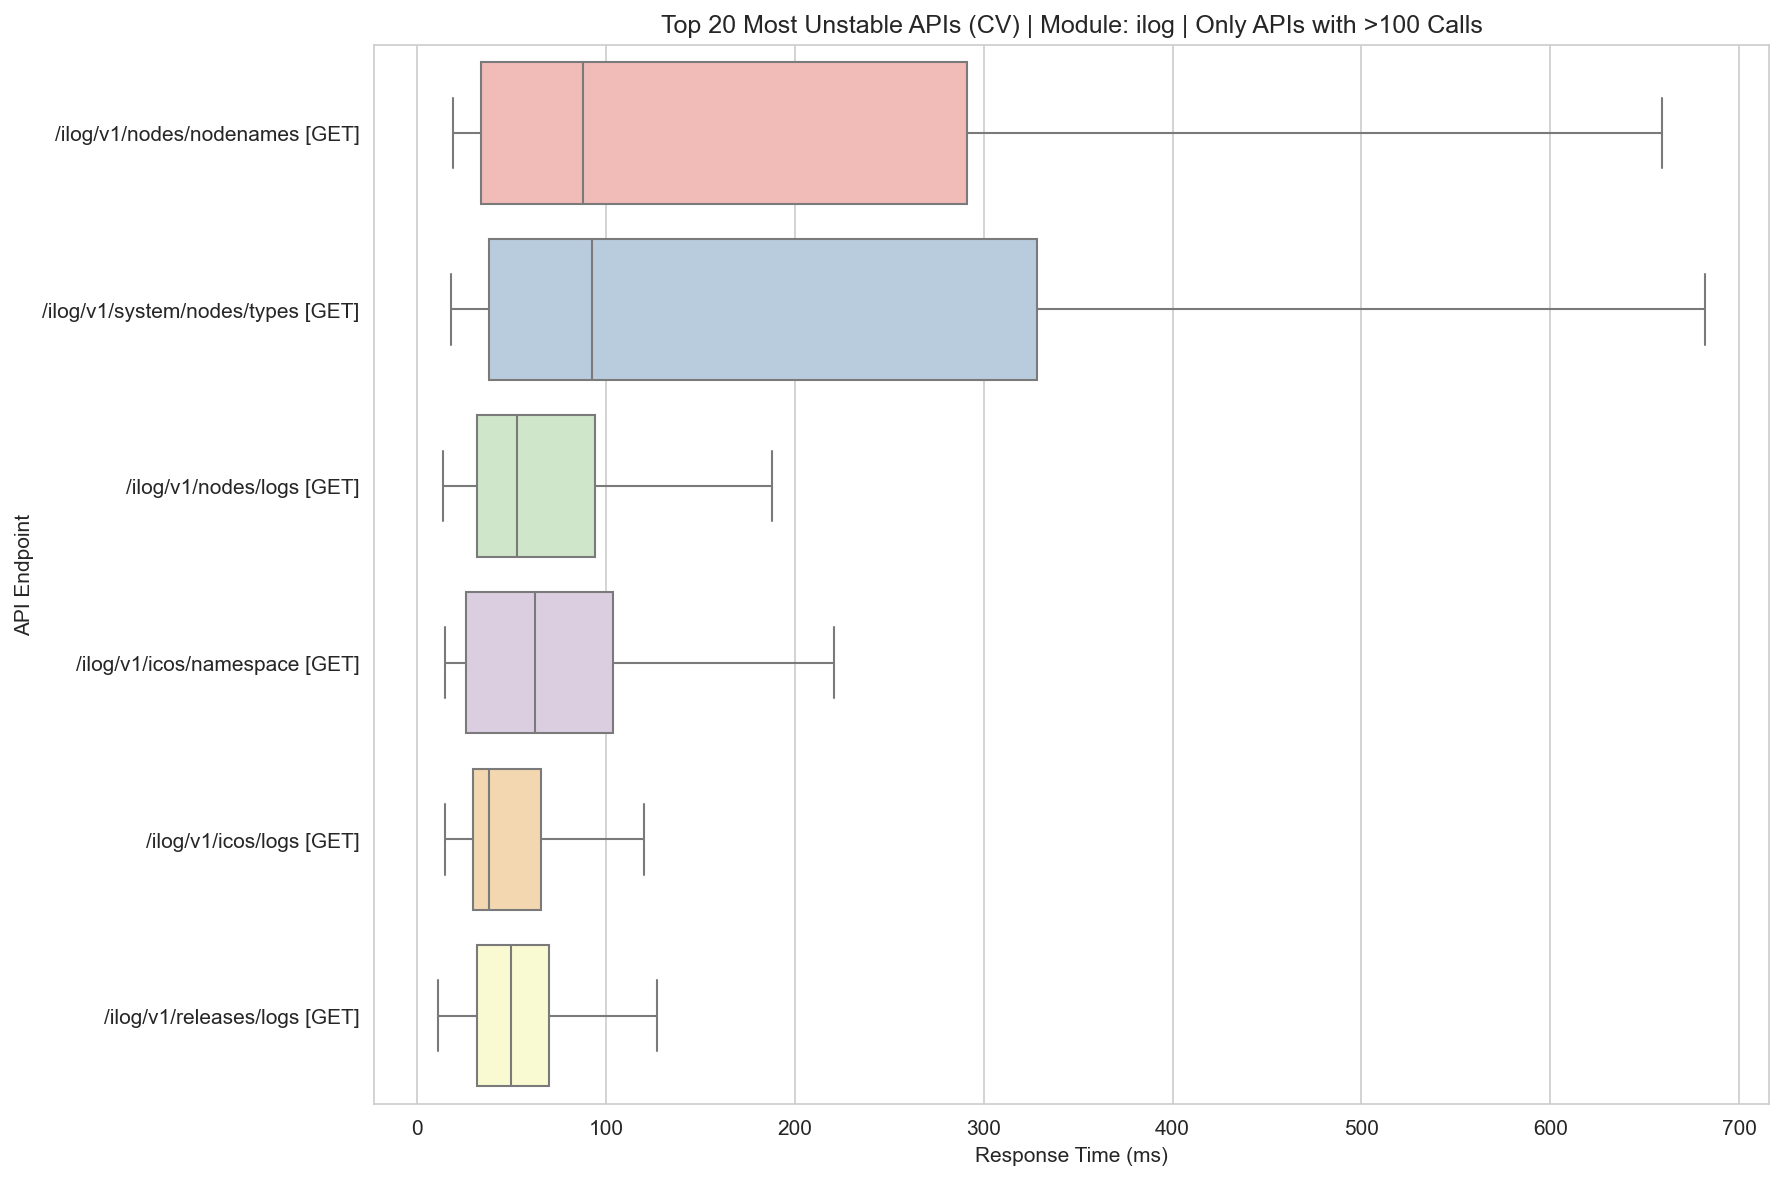 Top 20 Most Unstable APIs (CV) | Module: ilog | Only APIs with >100 Calls
/ilog/v1/nodes/nodenames [GET]
/ilog/v1/system/nodes/types [GET]
/ilog/v1/nodes/logs [GET]
/ilog/v1/icos/namespace [GET]
/ilog/v1/icos/logs [GET]
/ilog/v1/releases/logs [GET]
API Endpoint
0 100 200 300 400 500 600 700
Response Time (ms)